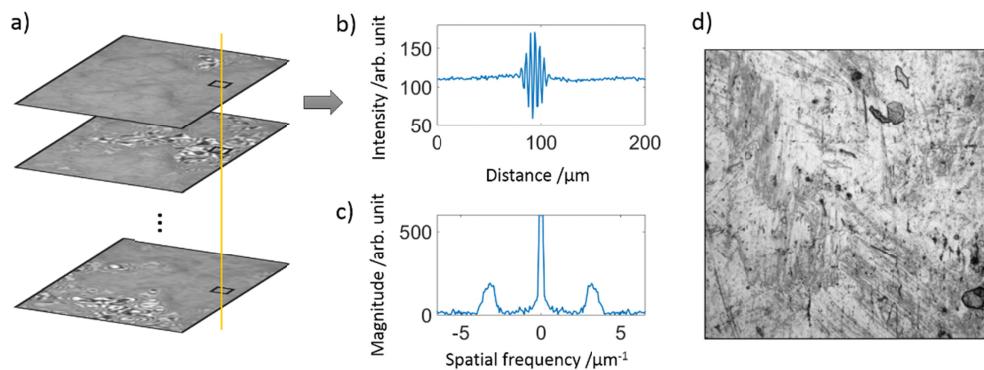 a)
b)
Intensity /arb. unit
150
100
50
0
100
200
Distance /µm
c)
Magnitude /arb. unit
500
0
-5
0
5
Spatial frequency /µm-1
d)